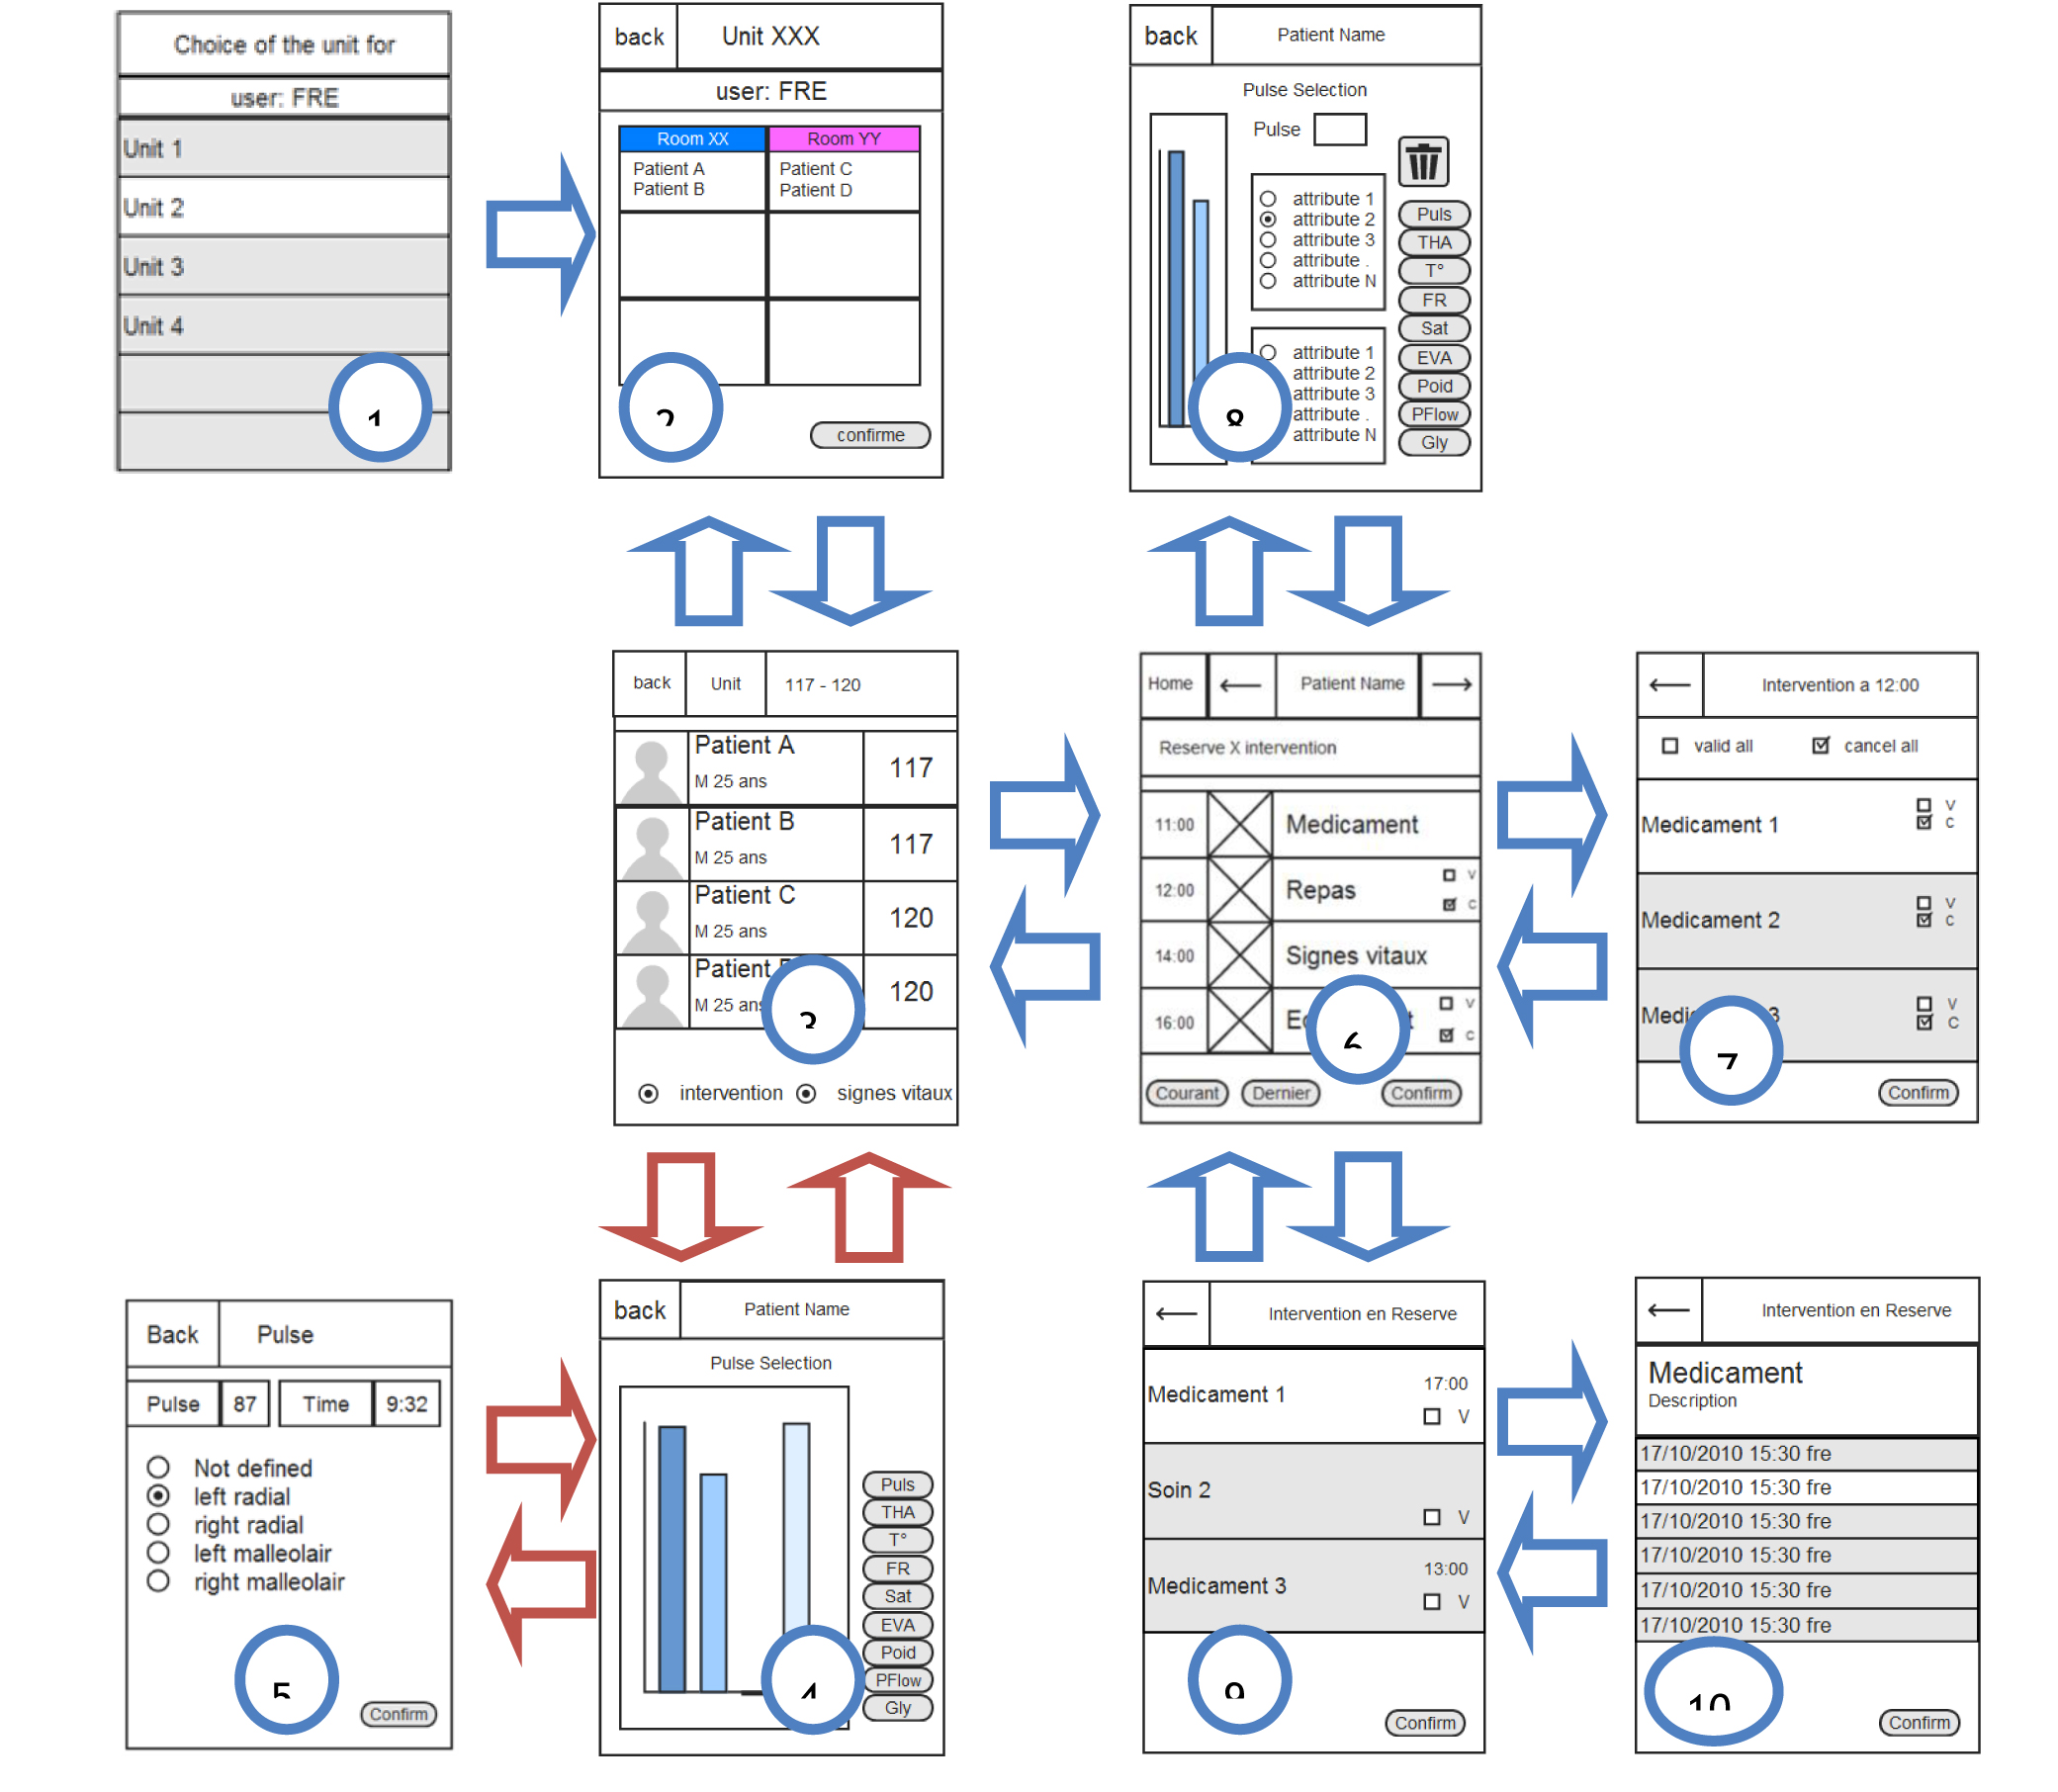 Choice of the unit for
user: FRE
Unit 1
Unit 2
Unit 3
Unit 4
1
back Unit XXX
user: FRE
Room XX Room YY
Patient A Patient C
Patient B Patient D
2
confirme
back Patient Name
Pulse Selection
Pulse
attribute 1
attribute 2
attribute 3
attribute .
attribute N
attribute 1
attribute 2
attribute 3
attribute .
attribute N
Puls
THA
T°
FR
Sat
EVA
Poid
PFlow
Gly
8
back Unit 117 - 120
Patient A
M 25 ans 117
Patient B
M 25 ans 117
Patient C
M 25 ans 120
Patient
M 25 ans 120
3
intervention signes vitaux
Home ← Patient Name →
Reserve X intervention
11:00 Medicament
12:00 Repas V
C
14:00 Signes vitaux
16:00 V
C
6
Courant Dernier Confirm
← Intervention a 12:00
valid all cancel all
Medicament 1 V
C
Medicament 2 V
C
Medi 3 V
C
7
Confirm
Back Pulse
Pulse 87 Time 9:32
Not defined
left radial
right radial
left malleolair
right malleolair
5
Confirm
back Patient Name
Pulse Selection
Puls
THA
T°
FR
Sat
EVA
Poid
PFlow
Gly
4
← Intervention en Reserve
Medicament 1 17:00
V
Soin 2
V
Medicament 3 13:00
V
9
Confirm
← Intervention en Reserve
Medicament
Description
17/10/2010 15:30 fre
17/10/2010 15:30 fre
17/10/2010 15:30 fre
17/10/2010 15:30 fre
17/10/2010 15:30 fre
17/10/2010 15:30 fre
10
Confirm